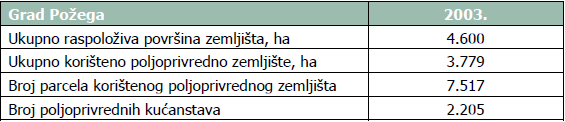 Grad Požega 2003.
Ukupno raspoloživa površina zemljišta, ha 4.600
Ukupno korišteno poljoprivredno zemljište, ha 3.779
Broj parcela korištenog poljoprivrednog zemljišta 7.517
Broj poljoprivrednih kućanstava 2.205